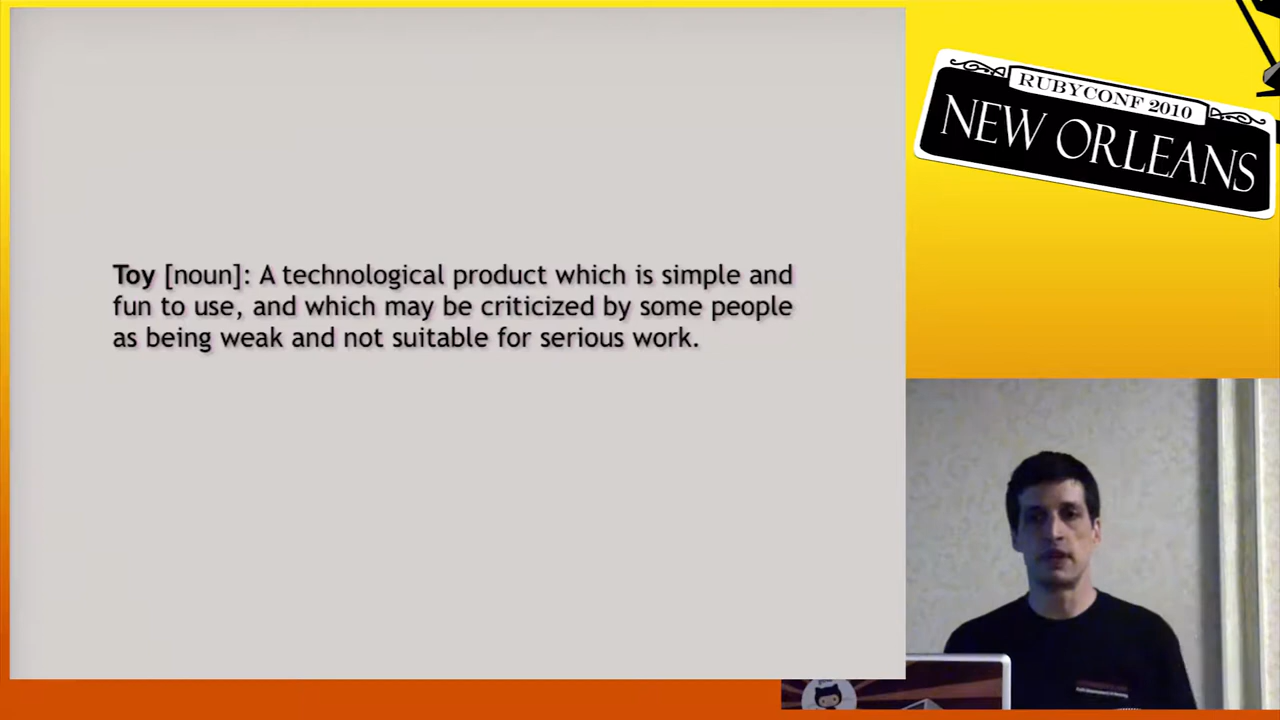 Toy [noun]: A technological product which is simple and
fun to use, and which may be criticized by some people
as being weak and not suitable for serious work.
RUBYCONF 2010
NEW ORLEANS